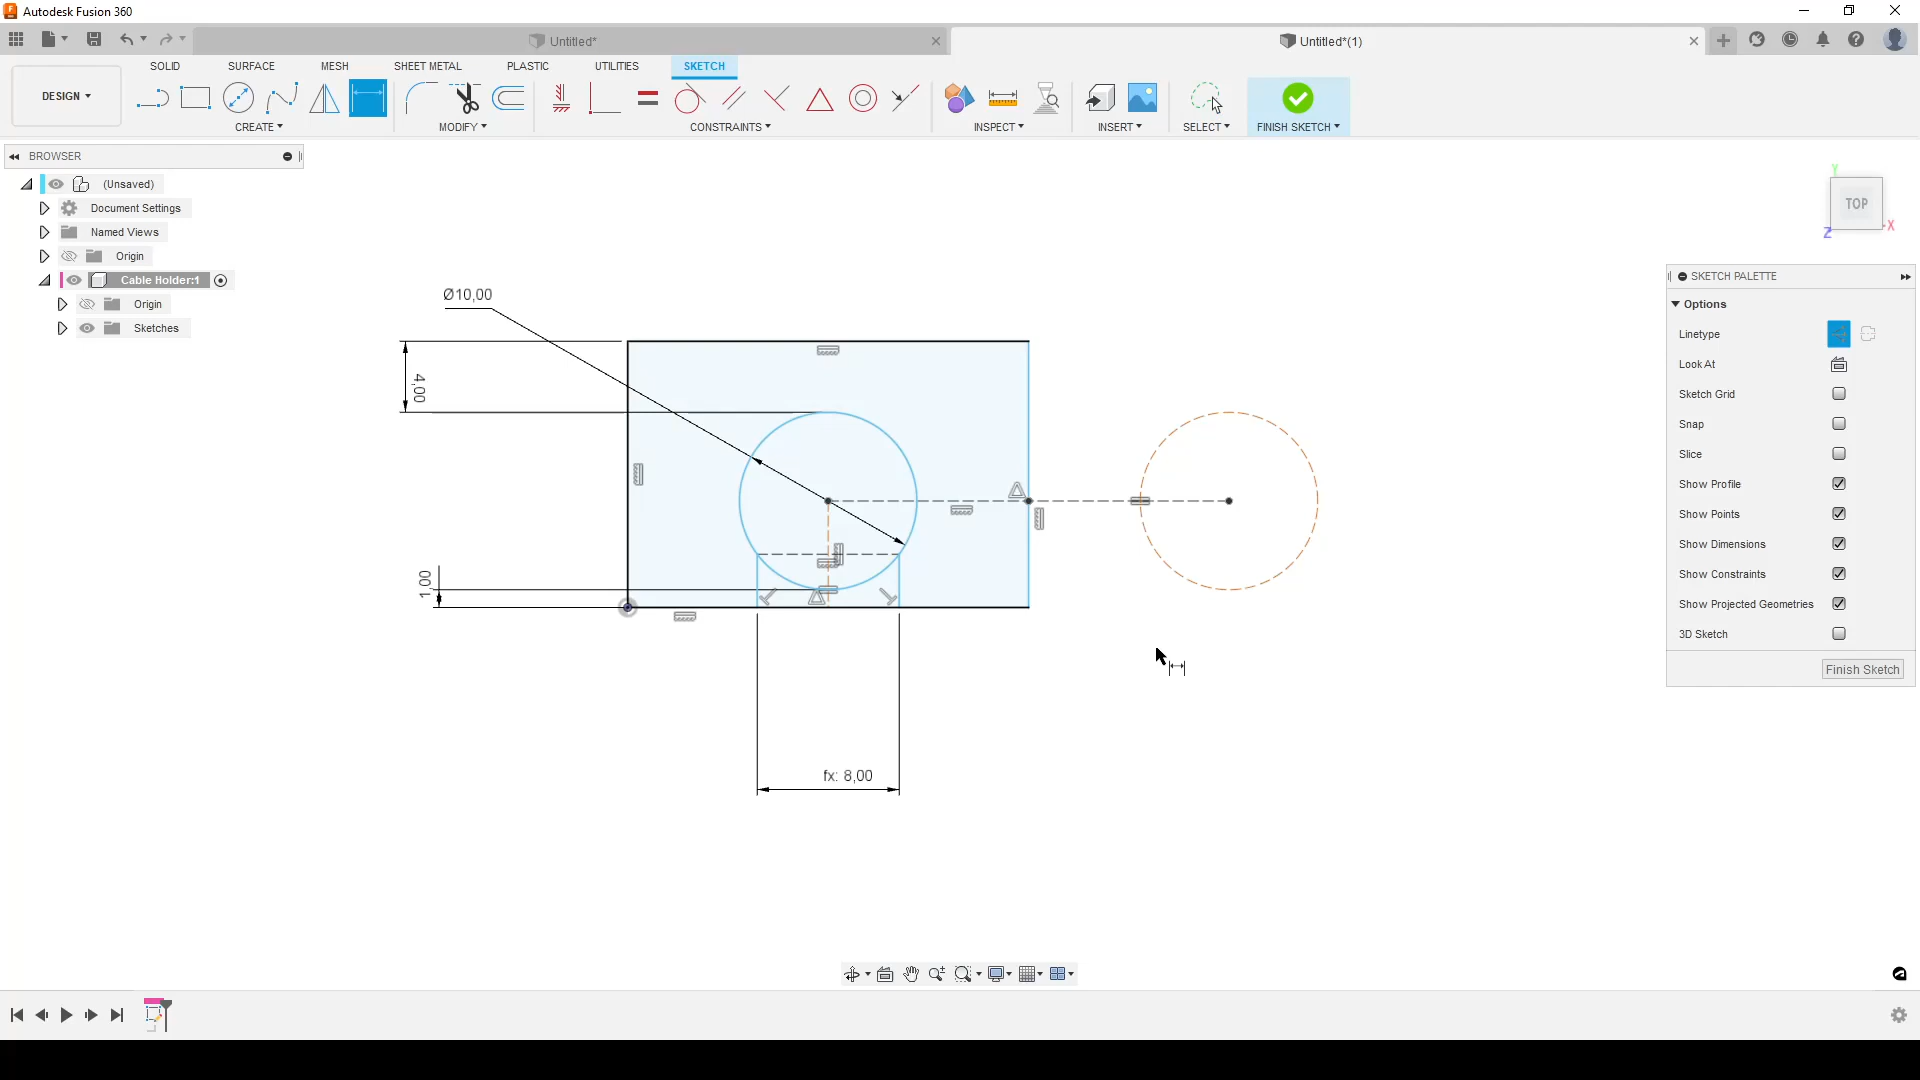 Autodesk Fusion 360
Untitled*
Untitled*(1)
SOLID
SURFACE
MESH
SHEET METAL
PLASTIC
UTILITIES
SKETCH
DESIGN
CREATE
MODIFY
CONSTRAINTS
INSPECT
INSERT
SELECT
FINISH SKETCH
BROWSER
(Unsaved)
Document Settings
Named Views
Origin
Cable Holder:1
Origin
Sketches
Y
TOP
X
Z
SKETCH PALETTE
Options
Linetype
Look At
Sketch Grid
Snap
Slice
Show Profile
Show Points
Show Dimensions
Show Constraints
Show Projected Geometries
3D Sketch
Finish Sketch
Ø10,00
4,00
1,00
fx: 8,00